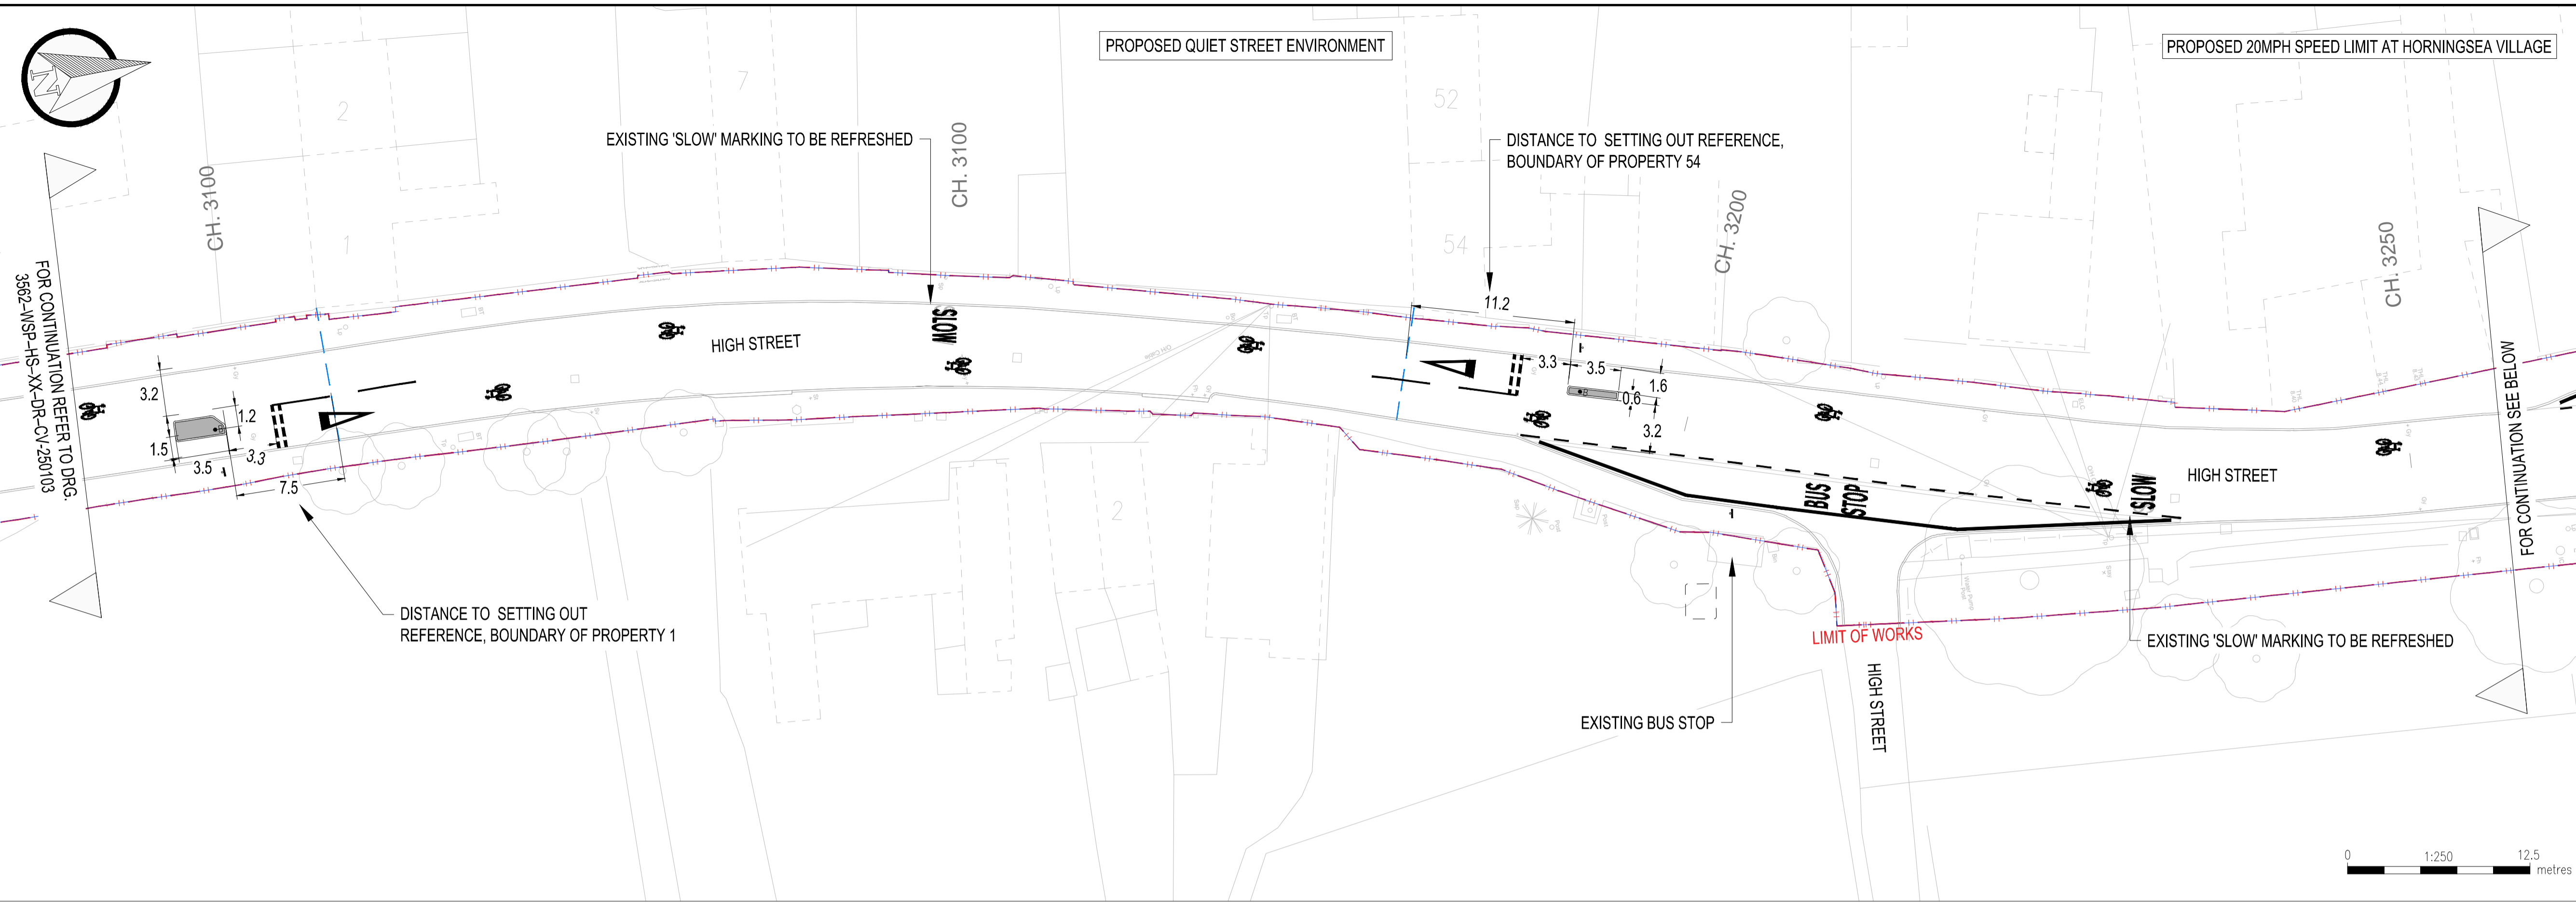 PROPOSED QUIET STREET ENVIRONMENT
PROPOSED 20MPH SPEED LIMIT AT HORNINGSEA VILLAGE
N
2
7
52
EXISTING 'SLOW' MARKING TO BE REFRESHED
DISTANCE TO SETTING OUT REFERENCE,
BOUNDARY OF PROPERTY 54
CH. 3100
CH. 3100
CH. 3200
CH. 3250
1
54
FOR CONTINUATION REFER TO DRG.
3562-WSP-HS-XX-DR-CV-250103
11.2
SLOW
HIGH STREET
3.3
3.5
1.6
0.6
3.2
3.2
1.2
1.5
3.5
3.3
7.5
BUS
STOP
SLOW
HIGH STREET
FOR CONTINUATION SEE BELOW
2
DISTANCE TO SETTING OUT
REFERENCE, BOUNDARY OF PROPERTY 1
LIMIT OF WORKS
EXISTING 'SLOW' MARKING TO BE REFRESHED
HIGH STREET
EXISTING BUS STOP
0 1:250 12.5
metres